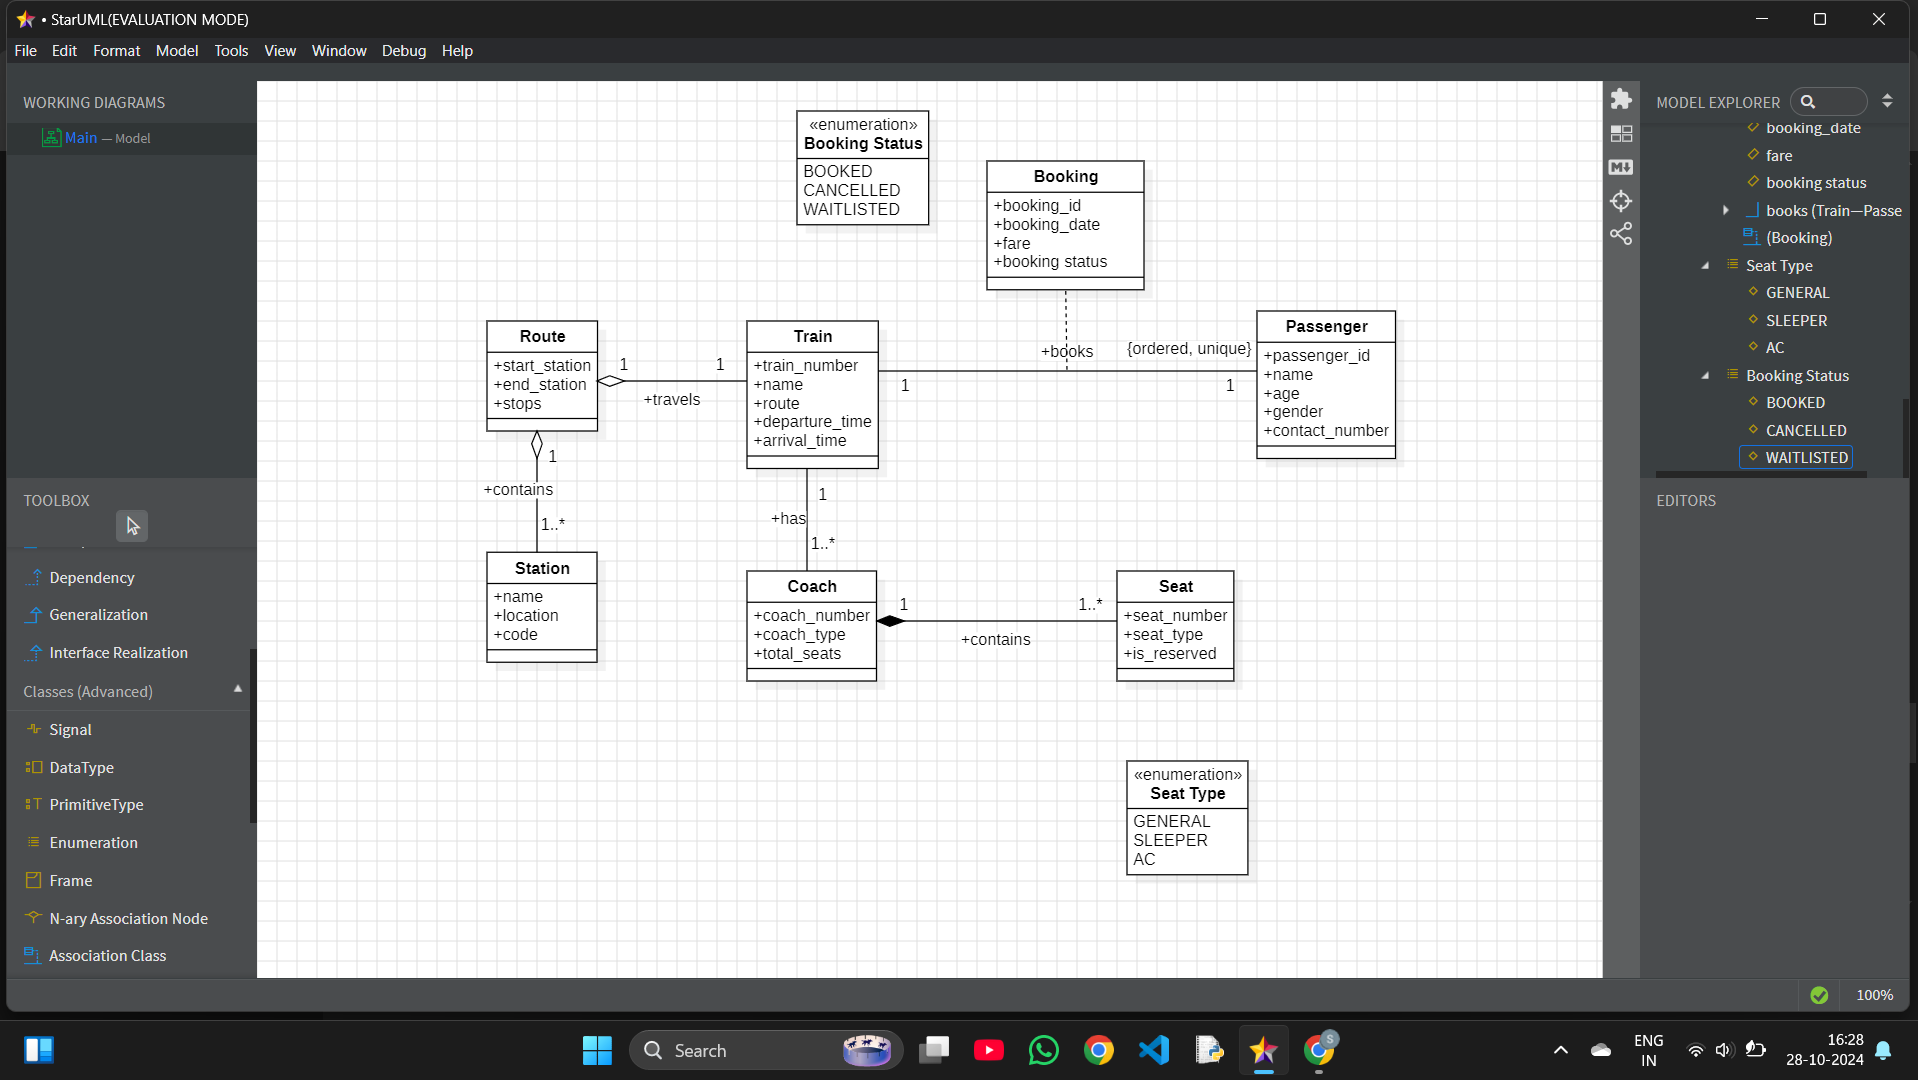 • StarUML(EVALUATION MODE)
File Edit Format Model Tools View Window Debug Help
WORKING DIAGRAMS
Main — Model
TOOLBOX
Dependency
Generalization
Interface Realization
Classes (Advanced)
Signal
DataType
PrimitiveType
Enumeration
Frame
N-ary Association Node
Association Class
«enumeration»
Booking Status
BOOKED
CANCELLED
WAITLISTED
Booking
+booking_id
+booking_date
+fare
+booking status
Route
+start_station
+end_station
+stops
1
1
+travels
Train
+train_number
+name
+route
+departure_time
+arrival_time
+books
{ordered, unique}
1
1
Passenger
+passenger_id
+name
+age
+gender
+contact_number
1
+contains
1..*
1
+has
1..*
Station
+name
+location
+code
Coach
+coach_number
+coach_type
+total_seats
1
1..*
+contains
Seat
+seat_number
+seat_type
+is_reserved
«enumeration»
Seat Type
GENERAL
SLEEPER
AC
MODEL EXPLORER
booking_date
fare
booking status
books (Train—Passe
(Booking)
Seat Type
GENERAL
SLEEPER
AC
Booking Status
BOOKED
CANCELLED
WAITLISTED
EDITORS
100%
Search
S
ENG
IN
16:28
28-10-2024